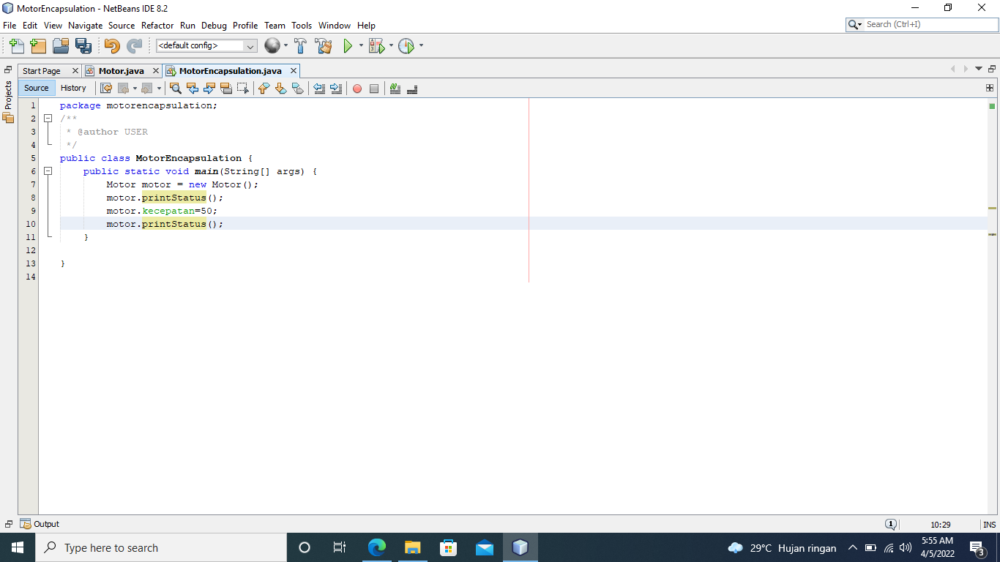 MotorEncapsulation - NetBeans IDE 8.2
File Edit View Navigate Source Refactor Run Debug Profile Team Tools Window Help
Search (Ctrl+I)
<default config>
Start Page Motor.java MotorEncapsulation.java
Projects
Source History
1 package motorencapsulation;
2 /**
3 * @author USER
4 */
5 public class MotorEncapsulation {
6 public static void main(String[] args) {
7 Motor motor = new Motor();
8 motor.printStatus();
9 motor.kecepatan=50;
10 motor.printStatus();
11 }
12
13 }
14
Output
1 10:29 INS
Type here to search
29°C Hujan ringan
5:55 AM
4/5/2022
3